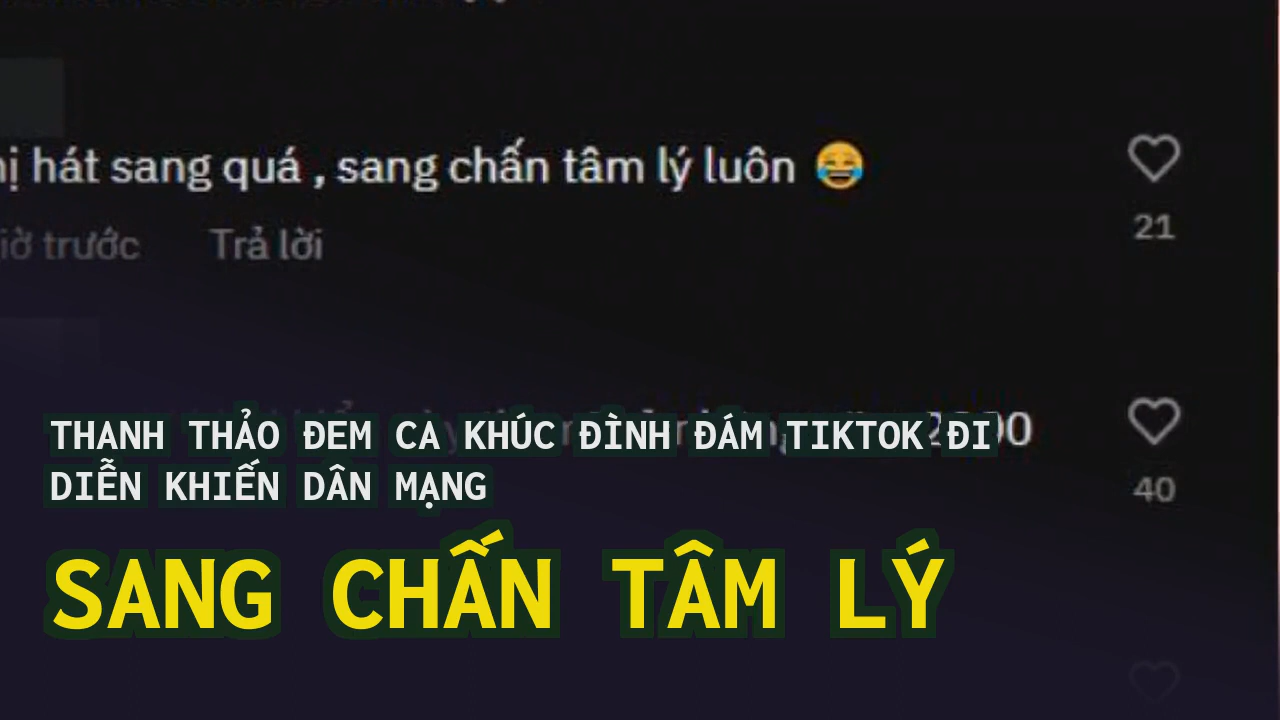 hát sang quá , sang chấn tâm lý luôn 😂
21
trước Trả lời
THANH THẢO ĐEM CA KHÚC ĐÌNH ĐÁM TIKTOK ĐI
DIỄN KHIẾN DÂN MẠNG
40
SANG CHẤN TÂM LÝ